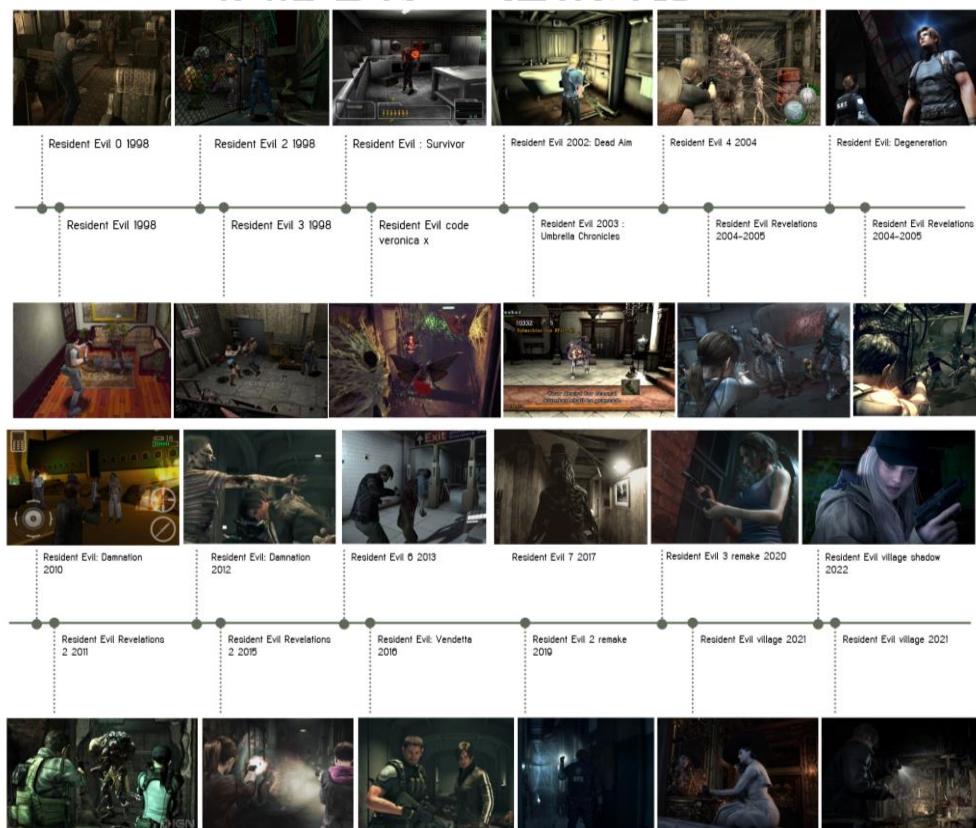 Resident Evil 0 1998
Resident Evil 2 1998
Resident Evil : Survivor
Resident Evil 2002: Dead Aim
Resident Evil 4 2004
Resident Evil: Degeneration
Resident Evil 1998
Resident Evil 3 1998
Resident Evil code
veronica x
Resident Evil 2003 :
Umbrella Chronicles
Resident Evil Revelations
2004-2005
Resident Evil Revelations
2004-2005
10332
Exit
Resident Evil: Damnation
2010
Resident Evil: Damnation
2012
Resident Evil 6 2013
Resident Evil 7 2017
Resident Evil 3 remake 2020
Resident Evil village shadow
2022
Resident Evil Revelations
2 2011
Resident Evil Revelations
2 2015
Resident Evil: Vendetta
2016
Resident Evil 2 remake
2019
Resident Evil village 2021
Resident Evil village 2021
IGN